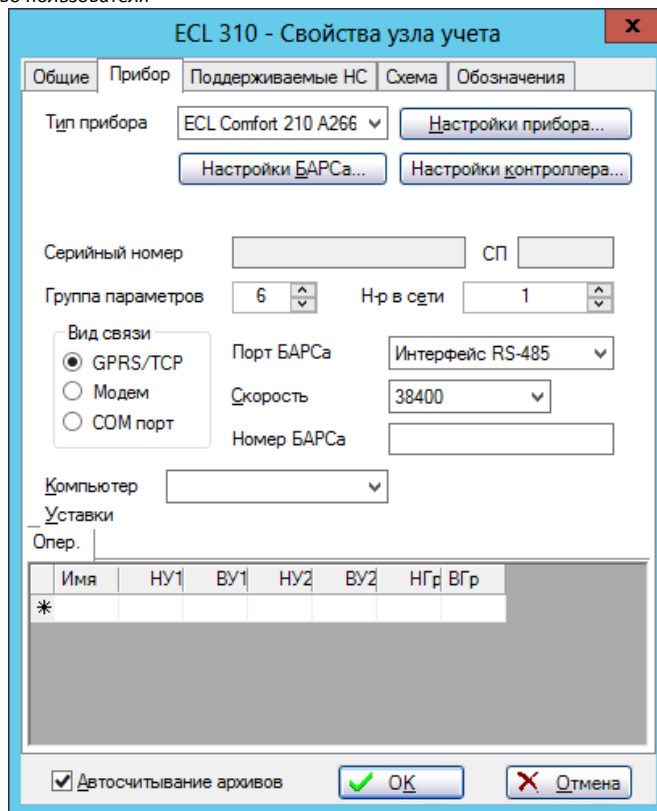 во пользователя
ECL 310 - Свойства узла учета
x
Общие Прибор Поддерживаемые НС Схема Обозначения
Тип прибора ECL Comfort 210 A266 Настройки прибора...
Настройки БАРСа... Настройки контроллера...
Серийный номер СП
Группа параметров 6 Н-р в сети 1
Вид связи
GPRS/TCP Порт БАРСа Интерфейс RS-485
Модем Скорость 38400
COM порт Номер БАРСа
Компьютер
Уставки
Опер.
Имя НУ1 ВУ1 НУ2 ВУ2 НГр ВГр
*
Автосчитывание архивов OK Отмена